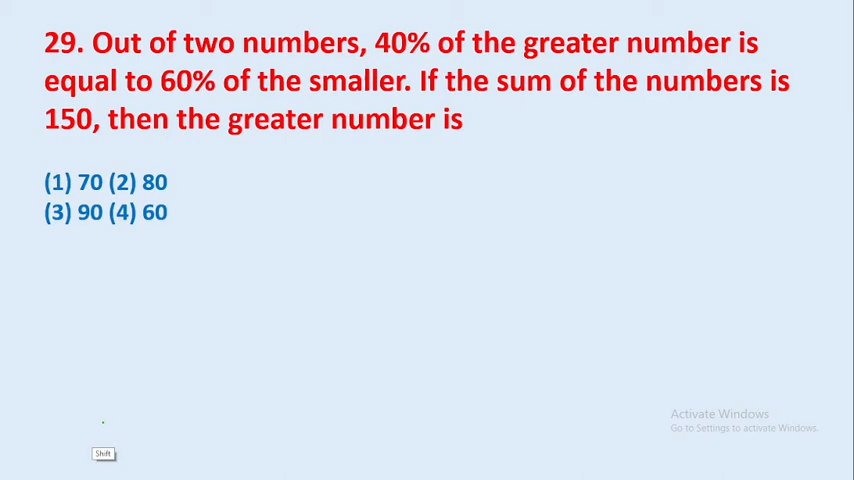 29. Out of two numbers, 40% of the greater number is
equal to 60% of the smaller. If the sum of the numbers is
150, then the greater number is
(1) 70 (2) 80
(3) 90 (4) 60
Activate Windows
Go to Settings to activate Windows.
Shift